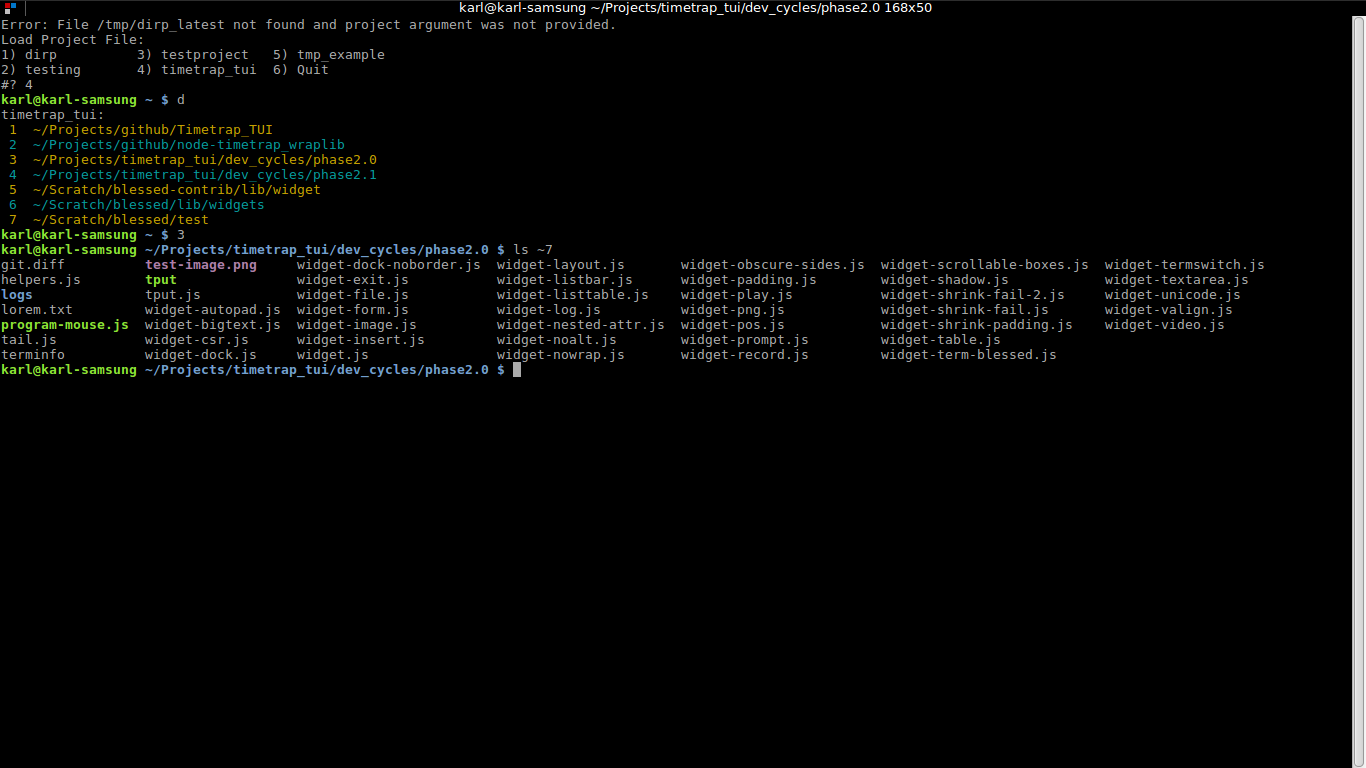 karl@karl-samsung ~/Projects/timetrap_tui/dev_cycles/phase2.0 168x50
Error: File /tmp/dirp_latest not found and project argument was not provided.
Load Project File:
1) dirp          3) testproject   5) tmp_example
2) testing       4) timetrap_tui  6) Quit
#? 4
karl@karl-samsung ~ $ d
timetrap_tui:
 1  ~/Projects/github/Timetrap_TUI
 2  ~/Projects/github/node-timetrap_wraplib
 3  ~/Projects/timetrap_tui/dev_cycles/phase2.0
 4  ~/Projects/timetrap_tui/dev_cycles/phase2.1
 5  ~/Scratch/blessed-contrib/lib/widget
 6  ~/Scratch/blessed/lib/widgets
 7  ~/Scratch/blessed/test
karl@karl-samsung ~ $ 3
karl@karl-samsung ~/Projects/timetrap_tui/dev_cycles/phase2.0 $ ls ~7
git.diff          test-image.png     widget-dock-noborder.js  widget-layout.js       widget-obscure-sides.js  widget-scrollable-boxes.js  widget-termswitch.js
helpers.js        tput               widget-exit.js           widget-listbar.js      widget-padding.js        widget-shadow.js            widget-textarea.js
logs              tput.js            widget-file.js           widget-listtable.js    widget-play.js           widget-shrink-fail-2.js     widget-unicode.js
lorem.txt         widget-autopad.js  widget-form.js           widget-log.js          widget-png.js            widget-shrink-fail.js       widget-valign.js
program-mouse.js  widget-bigtext.js  widget-image.js          widget-nested-attr.js  widget-pos.js            widget-shrink-padding.js    widget-video.js
tail.js           widget-csr.js      widget-insert.js         widget-noalt.js        widget-prompt.js         widget-table.js
terminfo          widget-dock.js     widget.js                widget-nowrap.js       widget-record.js         widget-term-blessed.js
karl@karl-samsung ~/Projects/timetrap_tui/dev_cycles/phase2.0 $